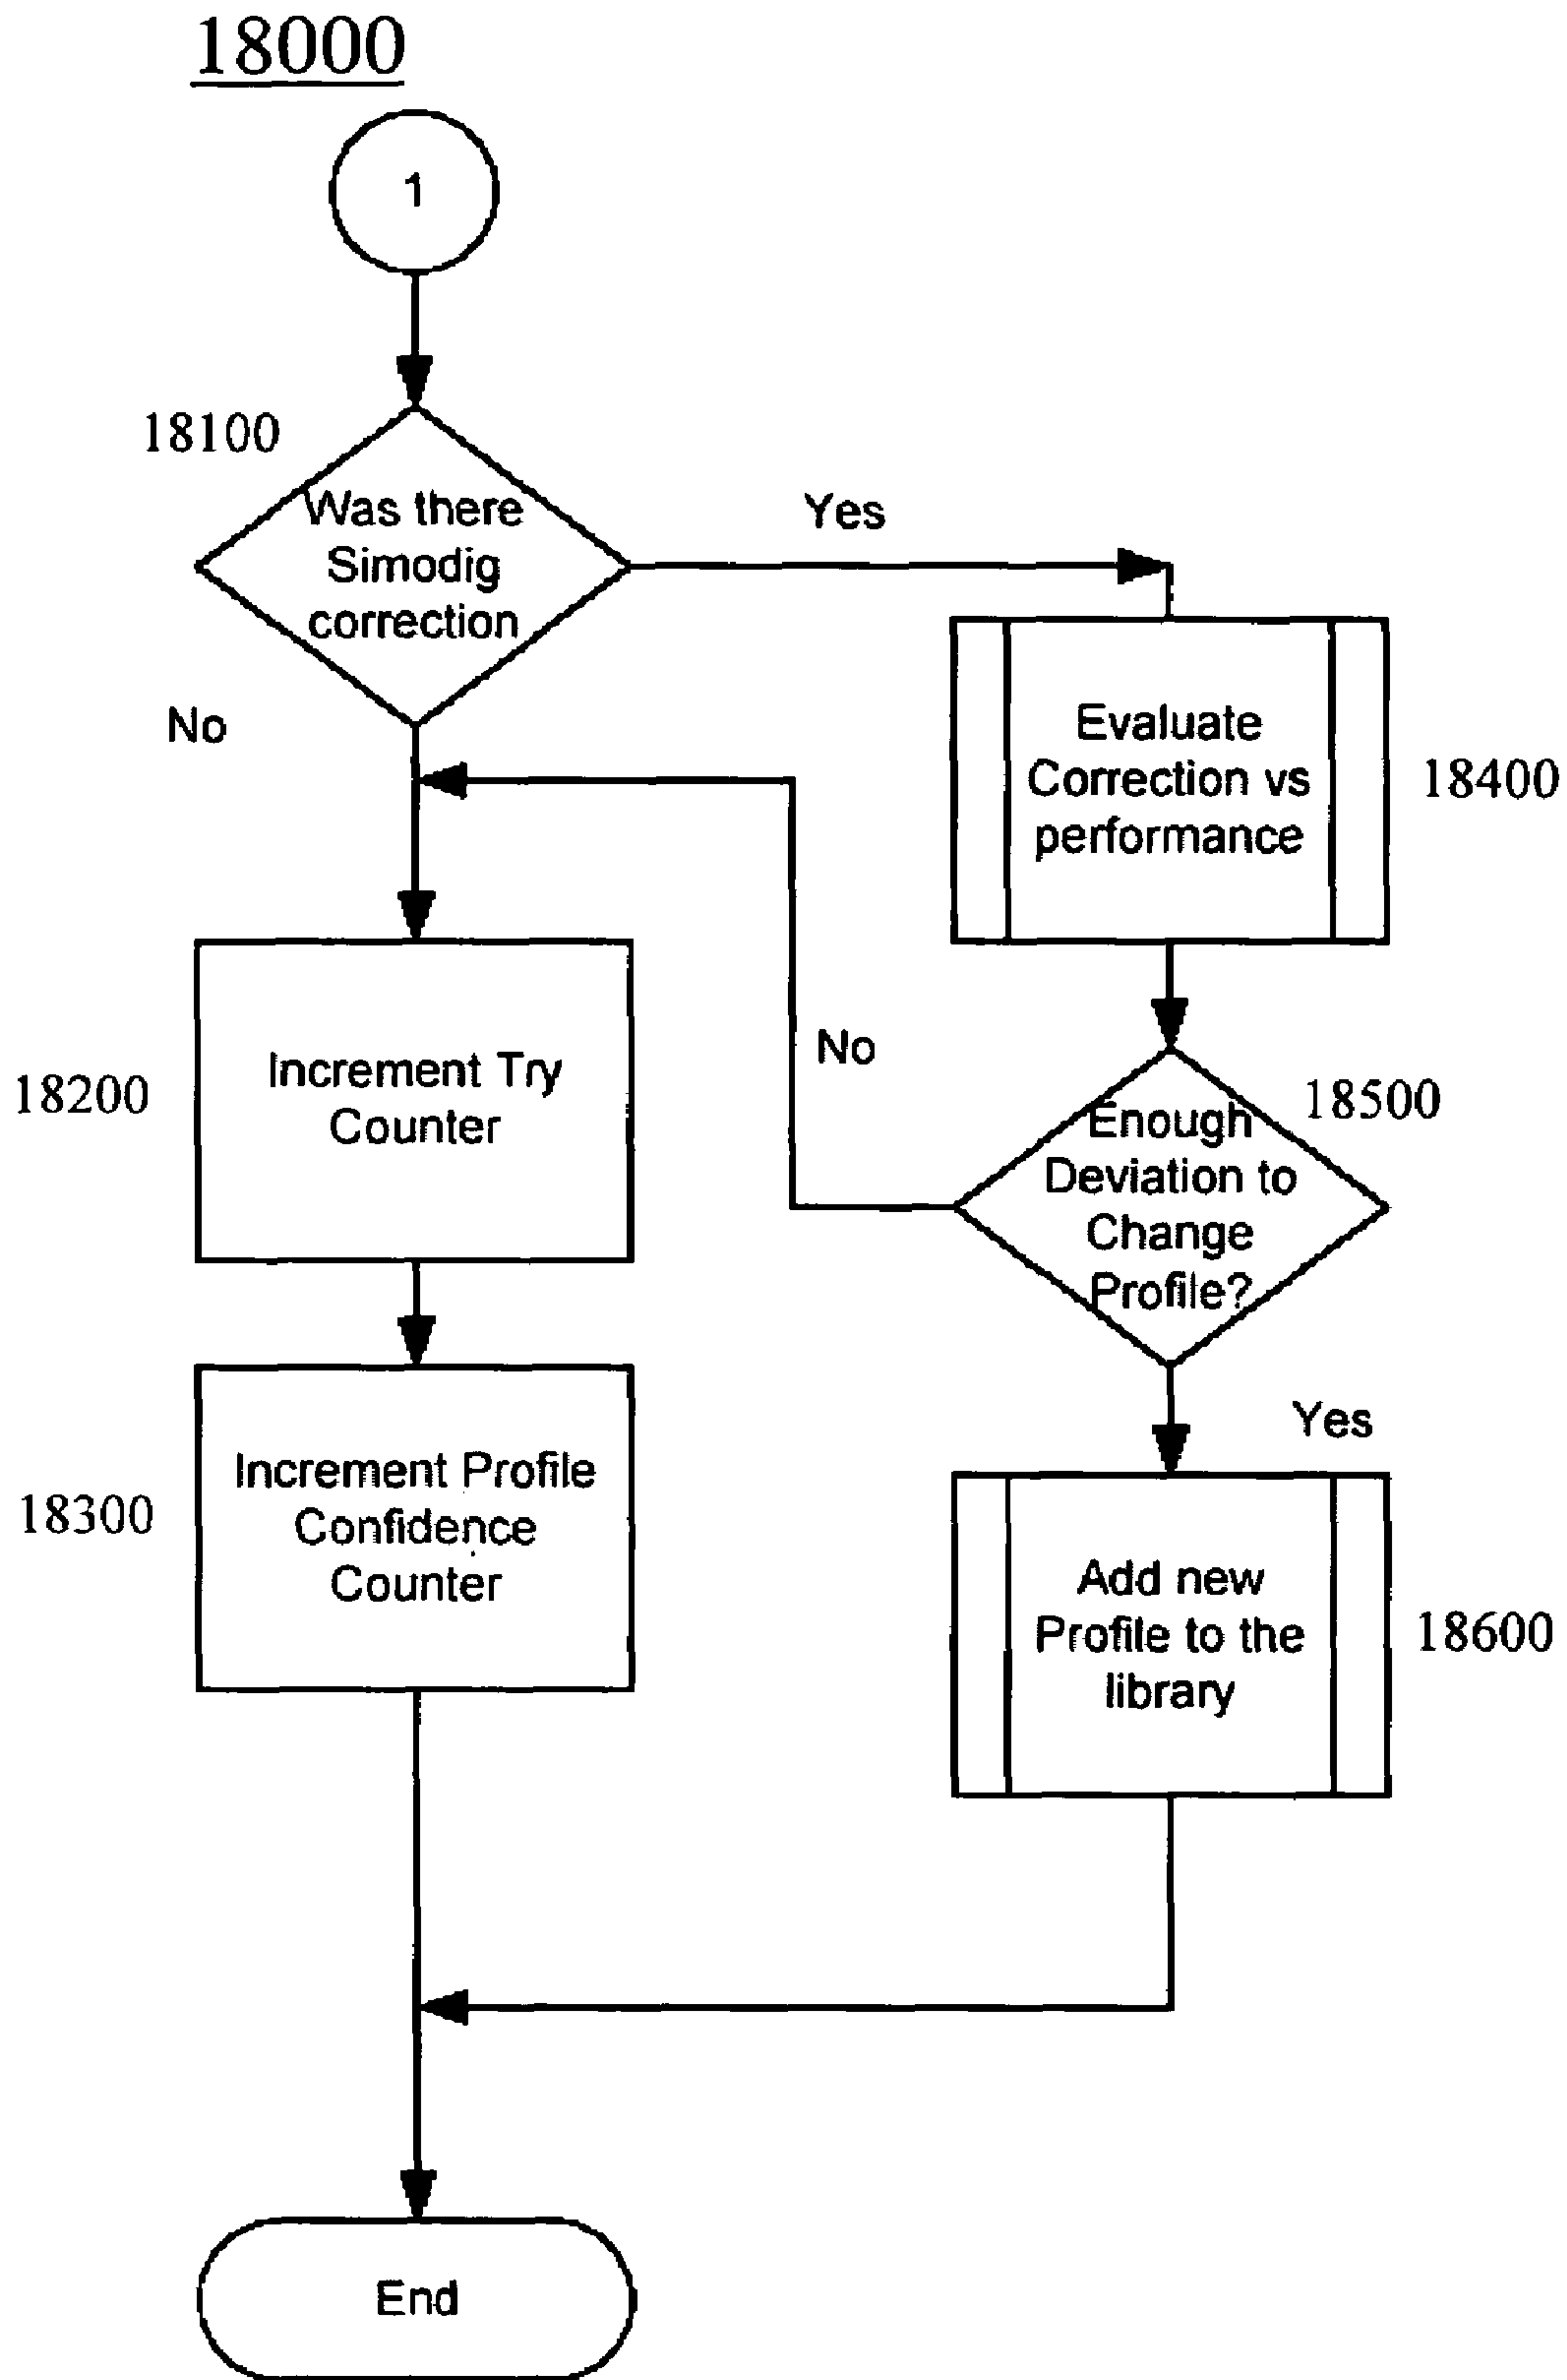 18000
1
18100
Was there
Simodig
correction
Yes
No
Evaluate
Correction vs
performance
18400
Increment Try
Counter
18200
No
18500
Enough
Deviation to
Change
Profile?
Yes
Increment Profile
Confidence
Counter
18300
Add new
Profile to the
library
18600
End